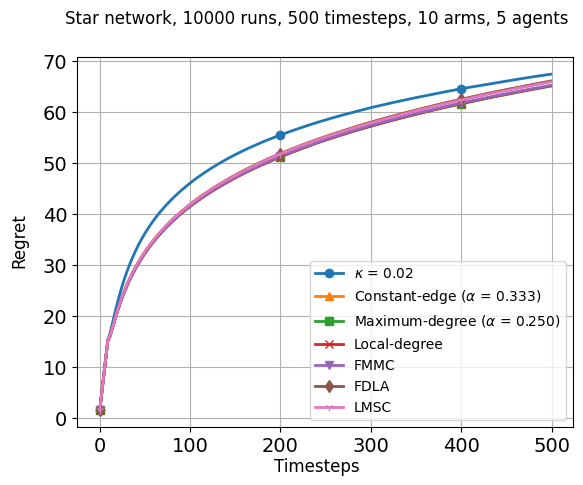 Star network, 10000 runs, 500 timesteps, 10 arms, 5 agents
70
60
50
40
30
20
10
0
Regret
κ = 0.02
Constant-edge (α = 0.333)
Maximum-degree (α = 0.250)
Local-degree
FMMC
FDLA
LMSC
0 100 200 300 400 500
Timesteps